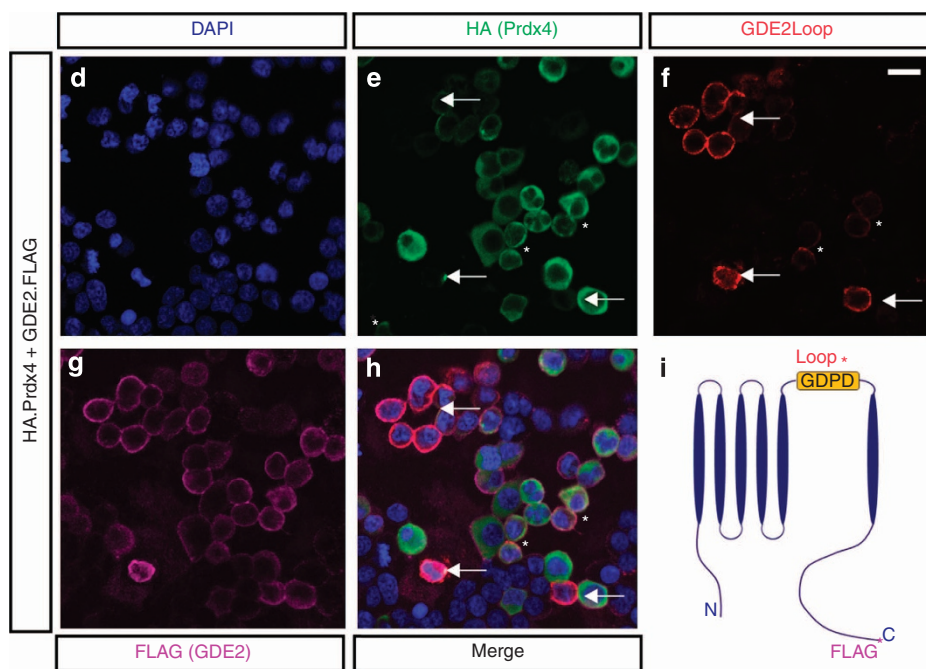 DAPI
HA (Prdx4)
GDE2Loop
HA.Prdx4 + GDE2.FLAG
d
e
f
*
*
*
*
*
g
h
i
*
*
Loop *
GDPD
N
*C
FLAG
FLAG (GDE2)
Merge